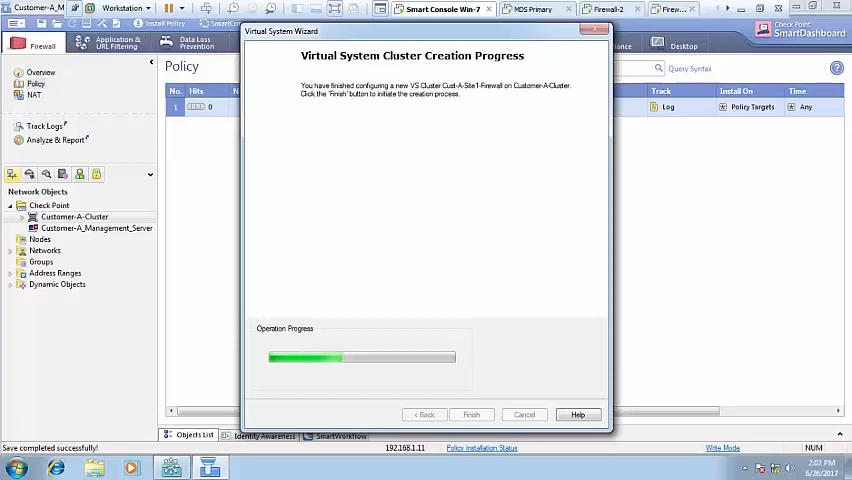 Customer-A_M
Workstation
Smart Console Win-7
MDS Primary
Firewall-2
Firew...
Install Policy
SmartCon
Check Point
SmartDashboard
Firewall
Application &
URL Filtering
Data Loss
Prevention
liance
Desktop
Virtual System Wizard
Virtual System Cluster Creation Progress
You have finished configuring a new VS Cluster Cust-A-Site1-Firewall on Customer-A-Cluster.
Click the 'Finish' button to initiate the creation process.
Operation Progress
< Back
Finish
Cancel
Help
Overview
Policy
NAT
Track Logs
Analyze & Report
Network Objects
Check Point
Customer-A-Cluster
Customer-A_Management_Server
Nodes
Networks
Groups
Address Ranges
Dynamic Objects
Policy
Query Syntax
No.
Hits
N
Track
Install On
Time
1
0
Log
Policy Targets
Any
Objects List
Identity Awareness
SmartWorkflow
Save completed successfully!
192.168.1.11
Policy Installation Status
Write Mode
NUM
2:02 PM
6/26/2017